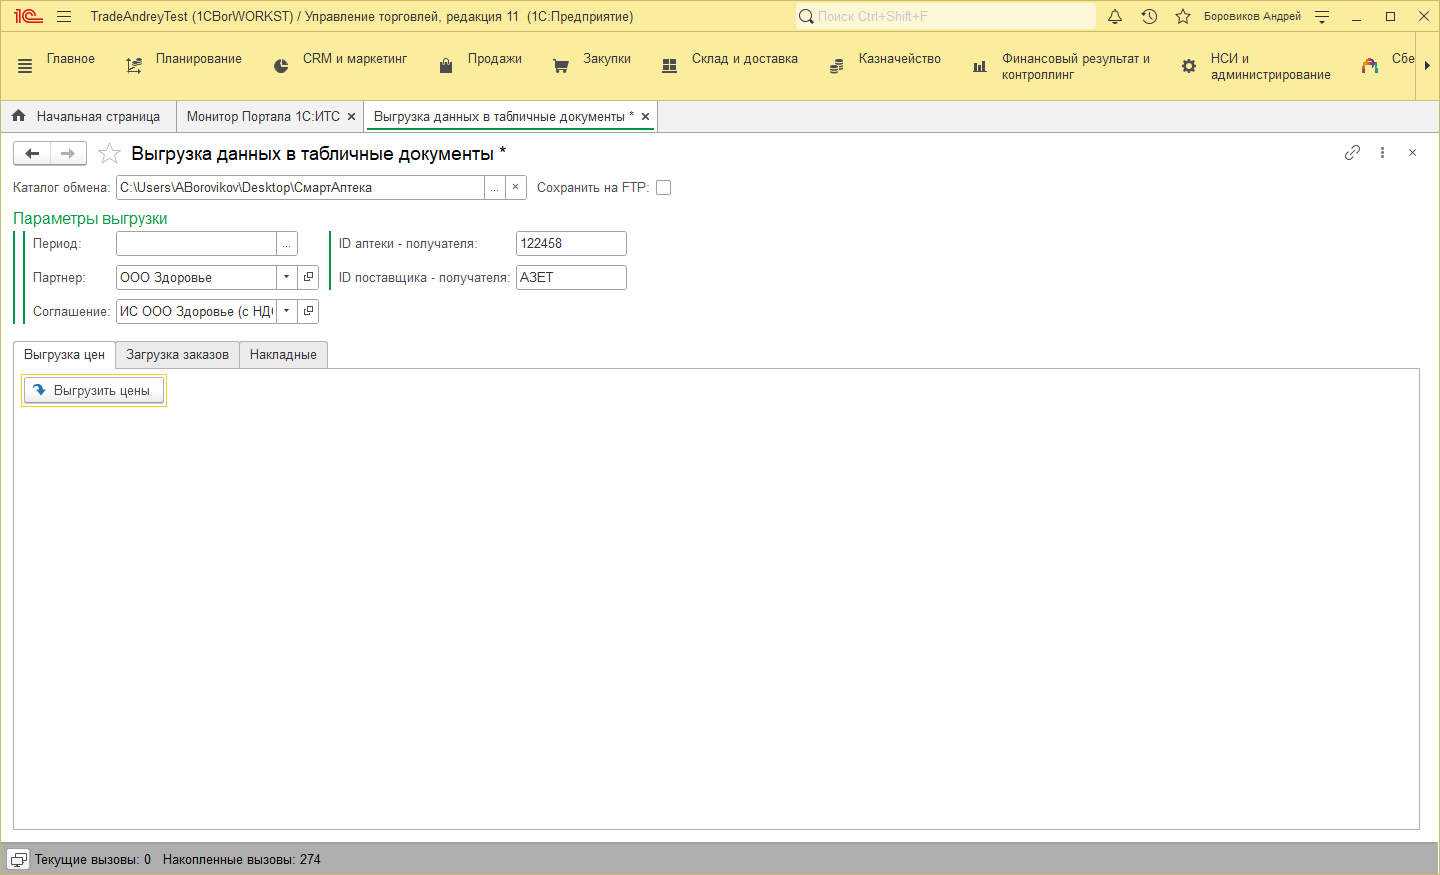 TradeAndreyTest (1CBorWORKST) / Управление торговлей, редакция 11 (1С:Предприятие)
Поиск Ctrl+Shift+F
Боровиков Андрей
Главное
Планирование
CRM и маркетинг
Продажи
Закупки
Склад и доставка
Казначейство
Финансовый результат и
контроллинг
НСИ и
администрирование
Сбе
Начальная страница
Монитор Портала 1С:ИТС
Выгрузка данных в табличные документы *
Выгрузка данных в табличные документы *
Каталог обмена: C:\Users\ABorovikov\Desktop\СмартАптека ... Сохранить на FTP:
Параметры выгрузки
Период: ... ID аптеки - получателя: 122458
Партнер: ООО Здоровье ID поставщика - получателя: АЗЕТ
Соглашение: ИС ООО Здоровье (с НДС
Выгрузка цен Загрузка заказов Накладные
Выгрузить цены
Текущие вызовы: 0 Накопленные вызовы: 274